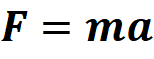 F = ma